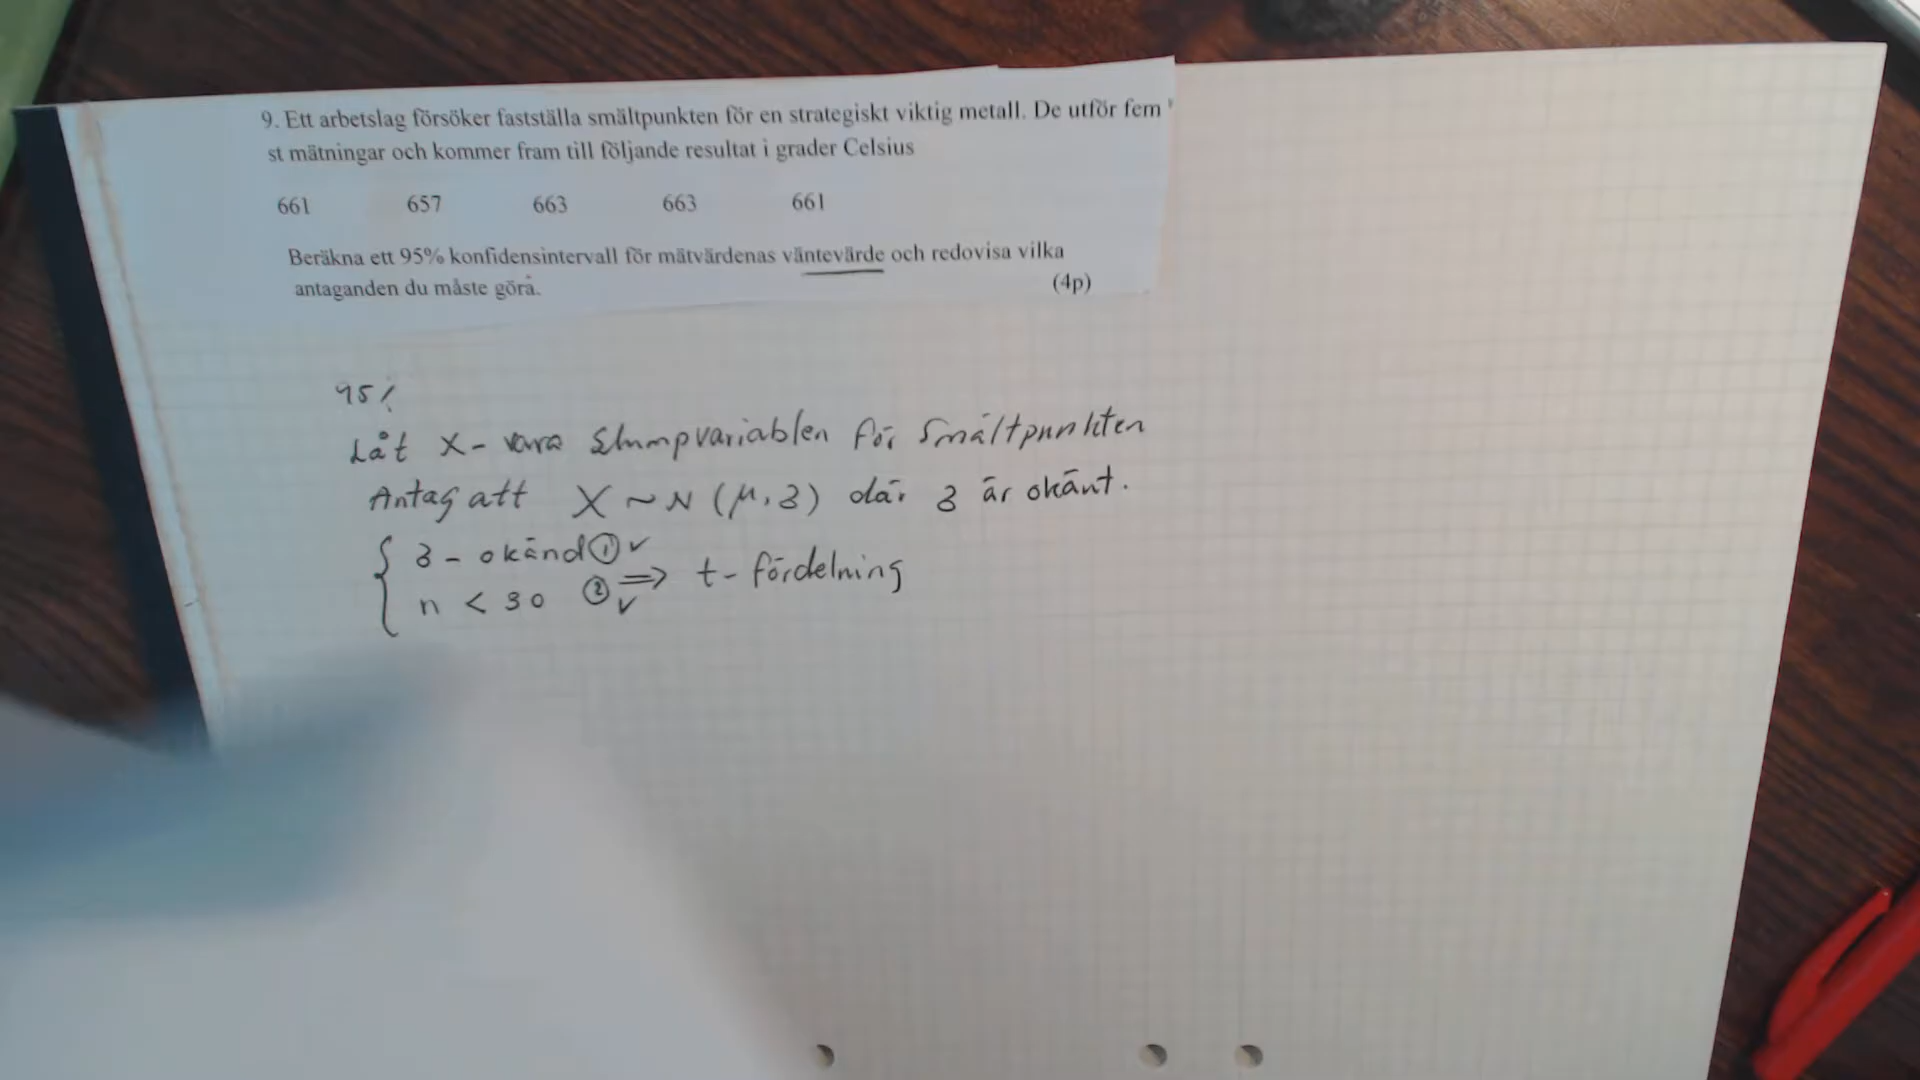 9. Ett arbetslag försöker fastställa smältpunkten för en strategiskt viktig metall. De utför fem
st mätningar och kommer fram till följande resultat i grader Celsius
661 657 663 663 661
Beräkna ett 95% konfidensintervall för mätvärdenas väntevärde och redovisa vilka
antaganden du måste göra. (4p)
95%
Låt X - vara slumpvariablen för smältpunkten
Antag att X ~ N (μ, σ) där σ är okänt.
{ σ - okänd ① ✓
n < 30 ② ✓ ⇒ t - fördelning